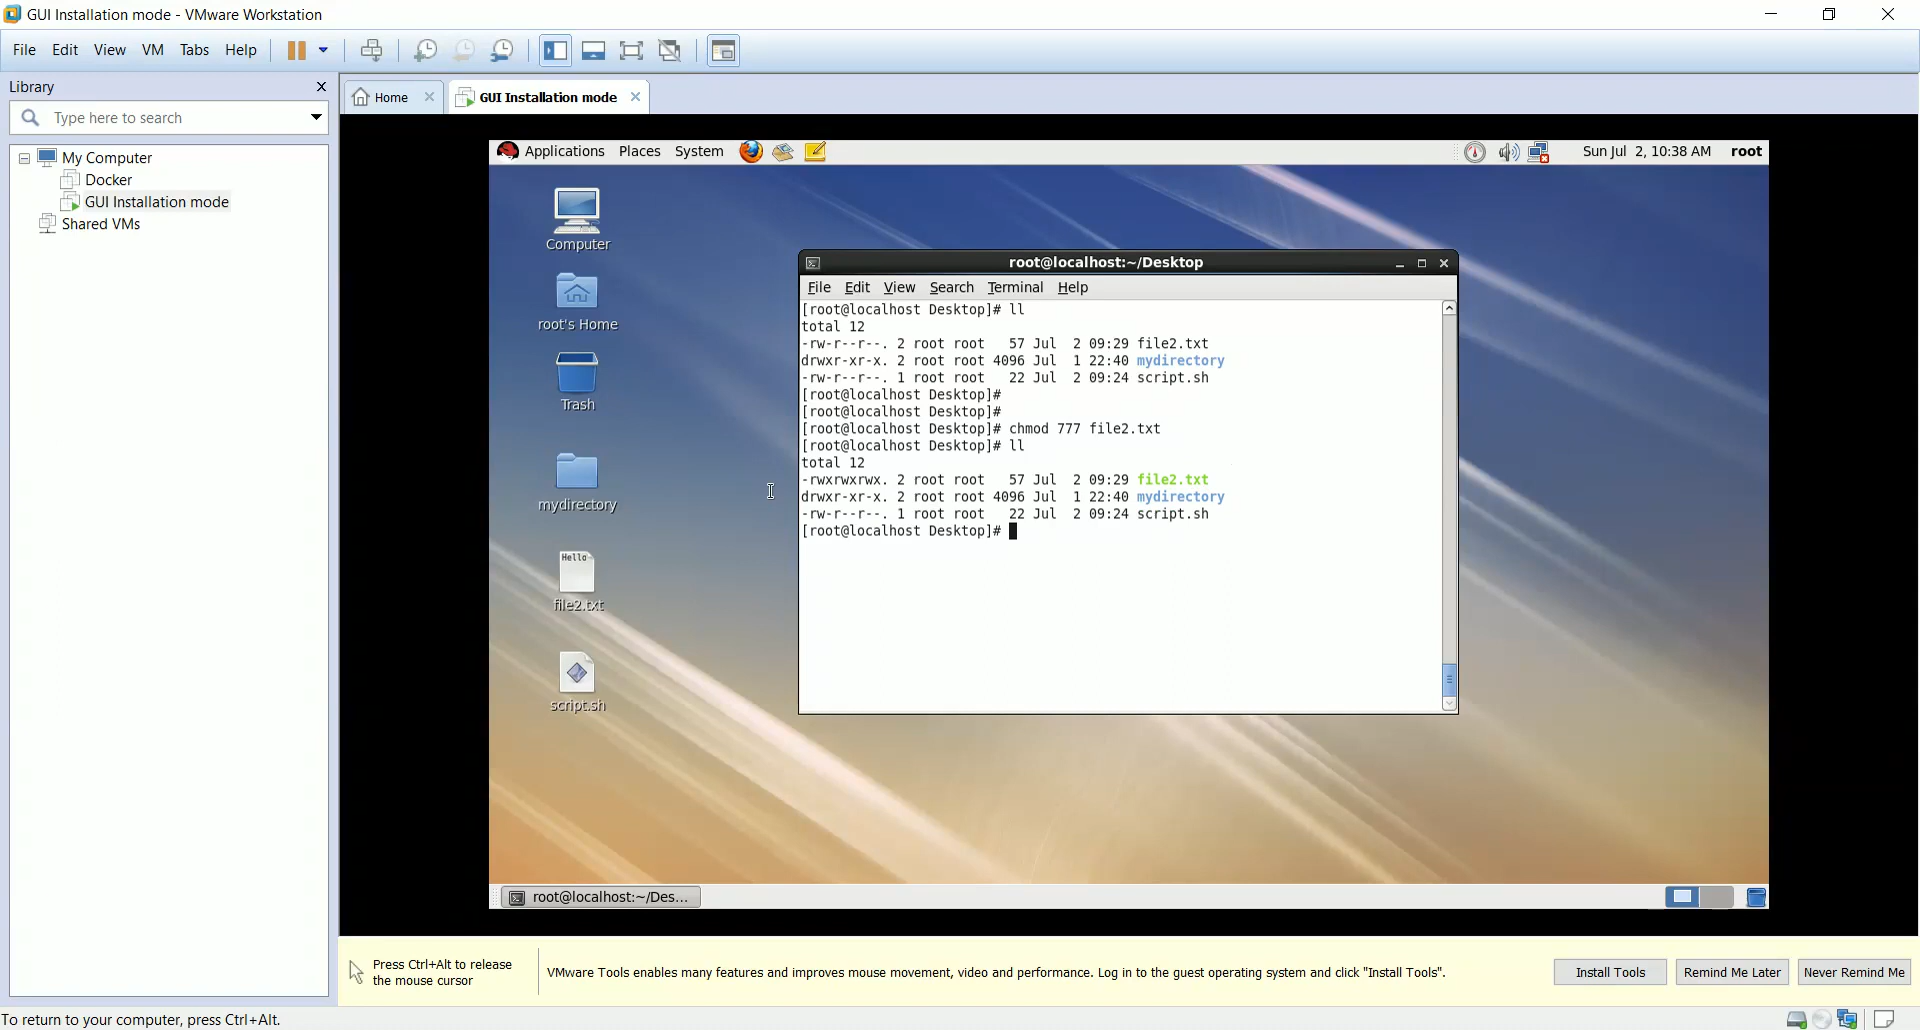 GUI Installation mode - VMware Workstation
File Edit View VM Tabs Help
Library
Type here to search
My Computer
Docker
GUI Installation mode
Shared VMs
Home
GUI Installation mode
Applications Places System
Sun Jul 2, 10:38 AM root
Computer
root's Home
Trash
mydirectory
Hello
file2.txt
script.sh
root@localhost:~/Desktop
File Edit View Search Terminal Help
[root@localhost Desktop]# ll
total 12
-rw-r--r--. 2 root root   57 Jul  2 09:29 file2.txt
drwxr-xr-x. 2 root root 4096 Jul  1 22:40 mydirectory
-rw-r--r--. 1 root root   22 Jul  2 09:24 script.sh
[root@localhost Desktop]#
[root@localhost Desktop]#
[root@localhost Desktop]# chmod 777 file2.txt
[root@localhost Desktop]# ll
total 12
-rwxrwxrwx. 2 root root   57 Jul  2 09:29 file2.txt
drwxr-xr-x. 2 root root 4096 Jul  1 22:40 mydirectory
-rw-r--r--. 1 root root   22 Jul  2 09:24 script.sh
[root@localhost Desktop]#
root@localhost:~/Des...
Press Ctrl+Alt to release
the mouse cursor
VMware Tools enables many features and improves mouse movement, video and performance. Log in to the guest operating system and click "Install Tools".
Install Tools
Remind Me Later
Never Remind Me
To return to your computer, press Ctrl+Alt.